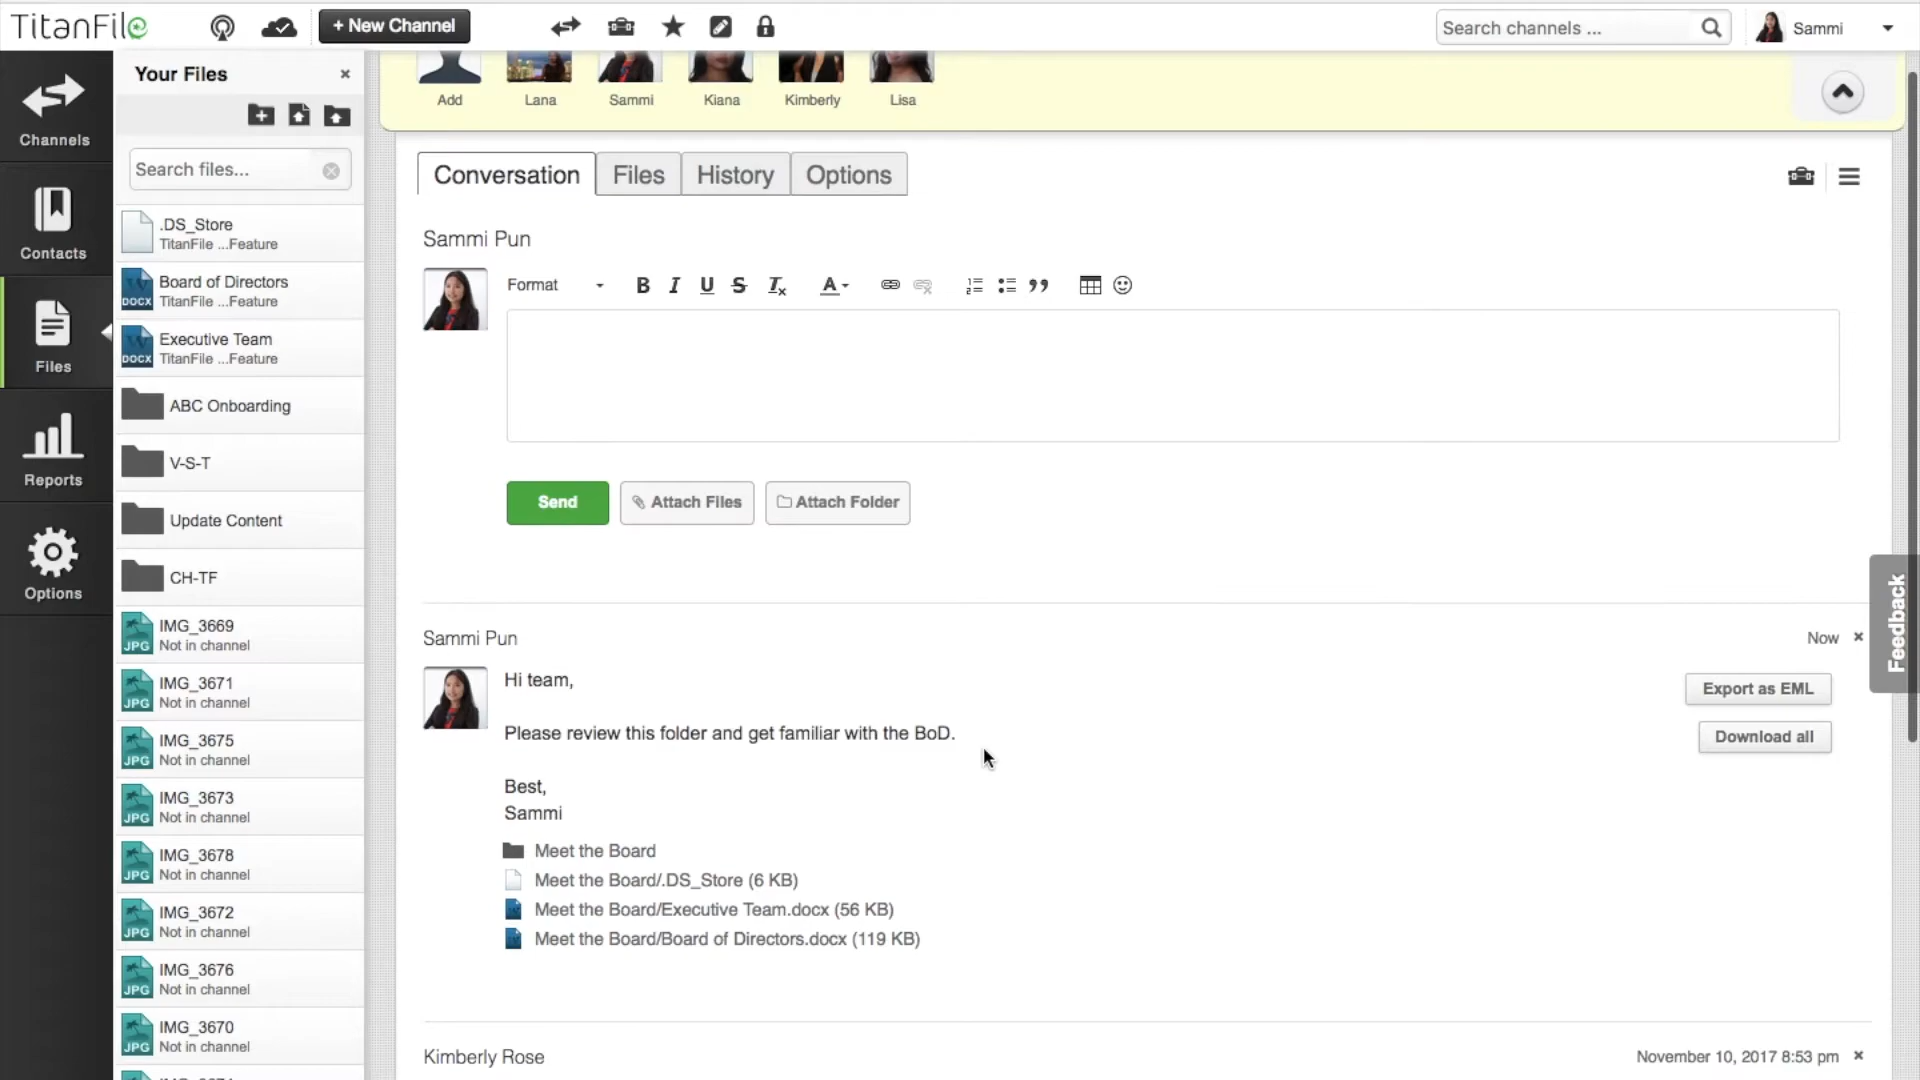 TitanFile
+ New Channel
Search channels ...
Sammi
Channels
Contacts
Files
Reports
Options
Your Files
Search files...
.DS_Store
TitanFile ...Feature
DOCX
Board of Directors
TitanFile ...Feature
DOCX
Executive Team
TitanFile ...Feature
ABC Onboarding
V-S-T
Update Content
CH-TF
JPG
IMG_3669
Not in channel
JPG
IMG_3671
Not in channel
JPG
IMG_3675
Not in channel
JPG
IMG_3673
Not in channel
JPG
IMG_3678
Not in channel
JPG
IMG_3672
Not in channel
JPG
IMG_3676
Not in channel
JPG
IMG_3670
Not in channel
Add
Lana
Sammi
Kiana
Kimberly
Lisa
Conversation
Files
History
Options
Sammi Pun
Format
B
I
U
S
Tx
A
Send
Attach Files
Attach Folder
Sammi Pun
Now
Hi team,
Please review this folder and get familiar with the BoD.
Best,
Sammi
Export as EML
Download all
Meet the Board
Meet the Board/.DS_Store (6 KB)
Meet the Board/Executive Team.docx (56 KB)
Meet the Board/Board of Directors.docx (119 KB)
Kimberly Rose
November 10, 2017 8:53 pm
Feedback